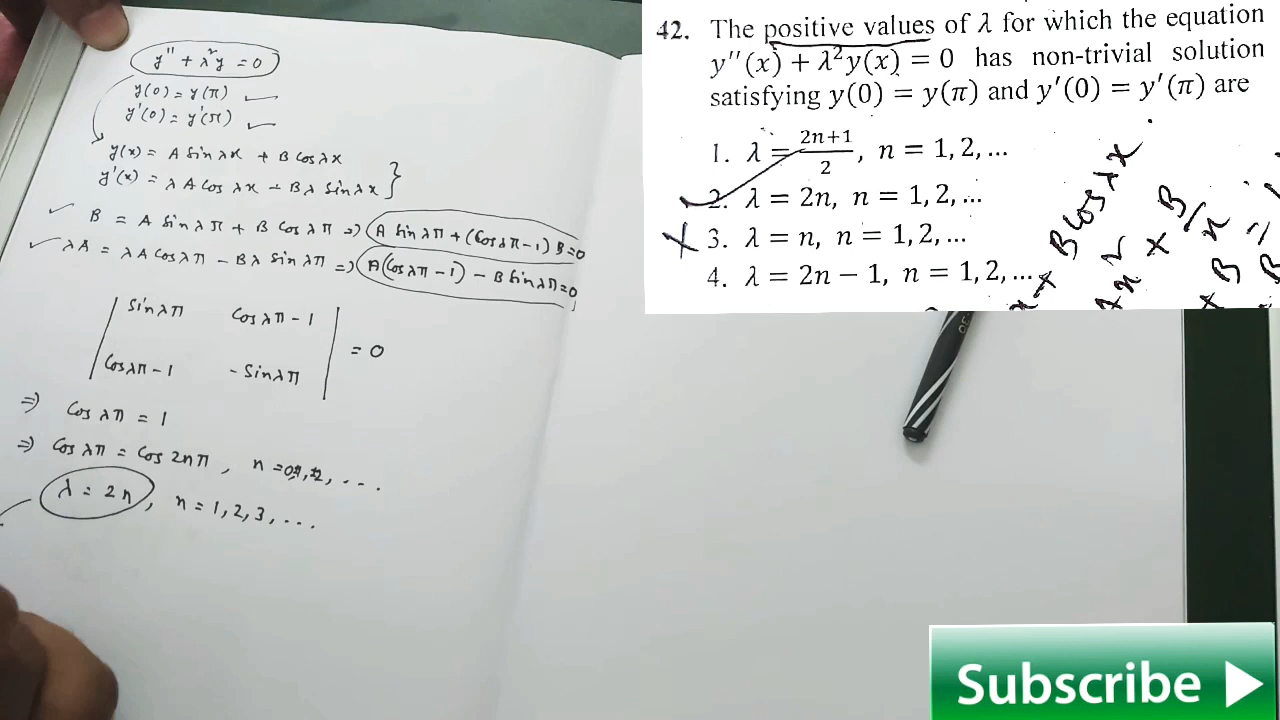 y'' + λ²y = 0
y(0) = y(π)
y'(0) = y'(π)
y(x) = A sin λx + B cos λx
y'(x) = λ A cos λx - Bλ sin λx
B = A sin λπ + B cos λπ ⇒ A sin λπ + (cos λπ - 1) B = 0
λA = λA cos λπ - Bλ sin λπ ⇒ A(cos λπ - 1) - B sin λπ = 0
sin λπ cos λπ - 1
= 0
cos λπ - 1 - sin λπ
⇒ cos λπ = 1
⇒ cos λπ = cos 2nπ, n =
λ = 2n, n = 1, 2, 3, ...
42. The positive values of λ for which the equation
y''(x) + λ²y(x) = 0 has non-trivial solution
satisfying y(0) = y(π) and y'(0) = y'(π) are
1. λ = (2n+1)/2, n = 1, 2, ...
2. λ = 2n, n = 1, 2, ...
3. λ = n, n = 1, 2, ...
4. λ = 2n − 1, n = 1, 2, ...
+ B cos λx
Subscribe